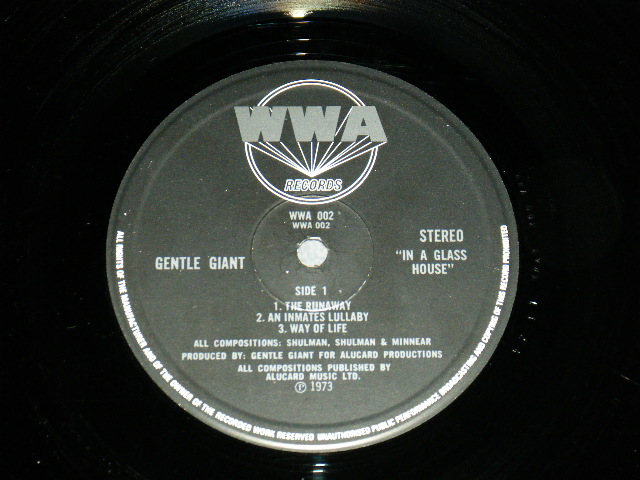 WWA
RECORDS
WWA 002
WWA 002
GENTLE GIANT
STEREO
"IN A GLASS
HOUSE"
SIDE 1
1. THE RUNAWAY
2. AN INMATES LULLABY
3. WAY OF LIFE
ALL COMPOSITIONS: SHULMAN, SHULMAN & MINNEAR
PRODUCED BY: GENTLE GIANT FOR ALUCARD PRODUCTIONS
ALL COMPOSITIONS PUBLISHED BY
ALUCARD MUSIC LTD.
Ⓟ 1973
ALL RIGHTS OF THE MANUFACTURER AND OF THE OWNER OF THE RECORDED WORK RESERVED UNAUTHORISED PUBLIC PERFORMANCE BROADCASTING AND COPYING OF THIS RECORD PROHIBITED